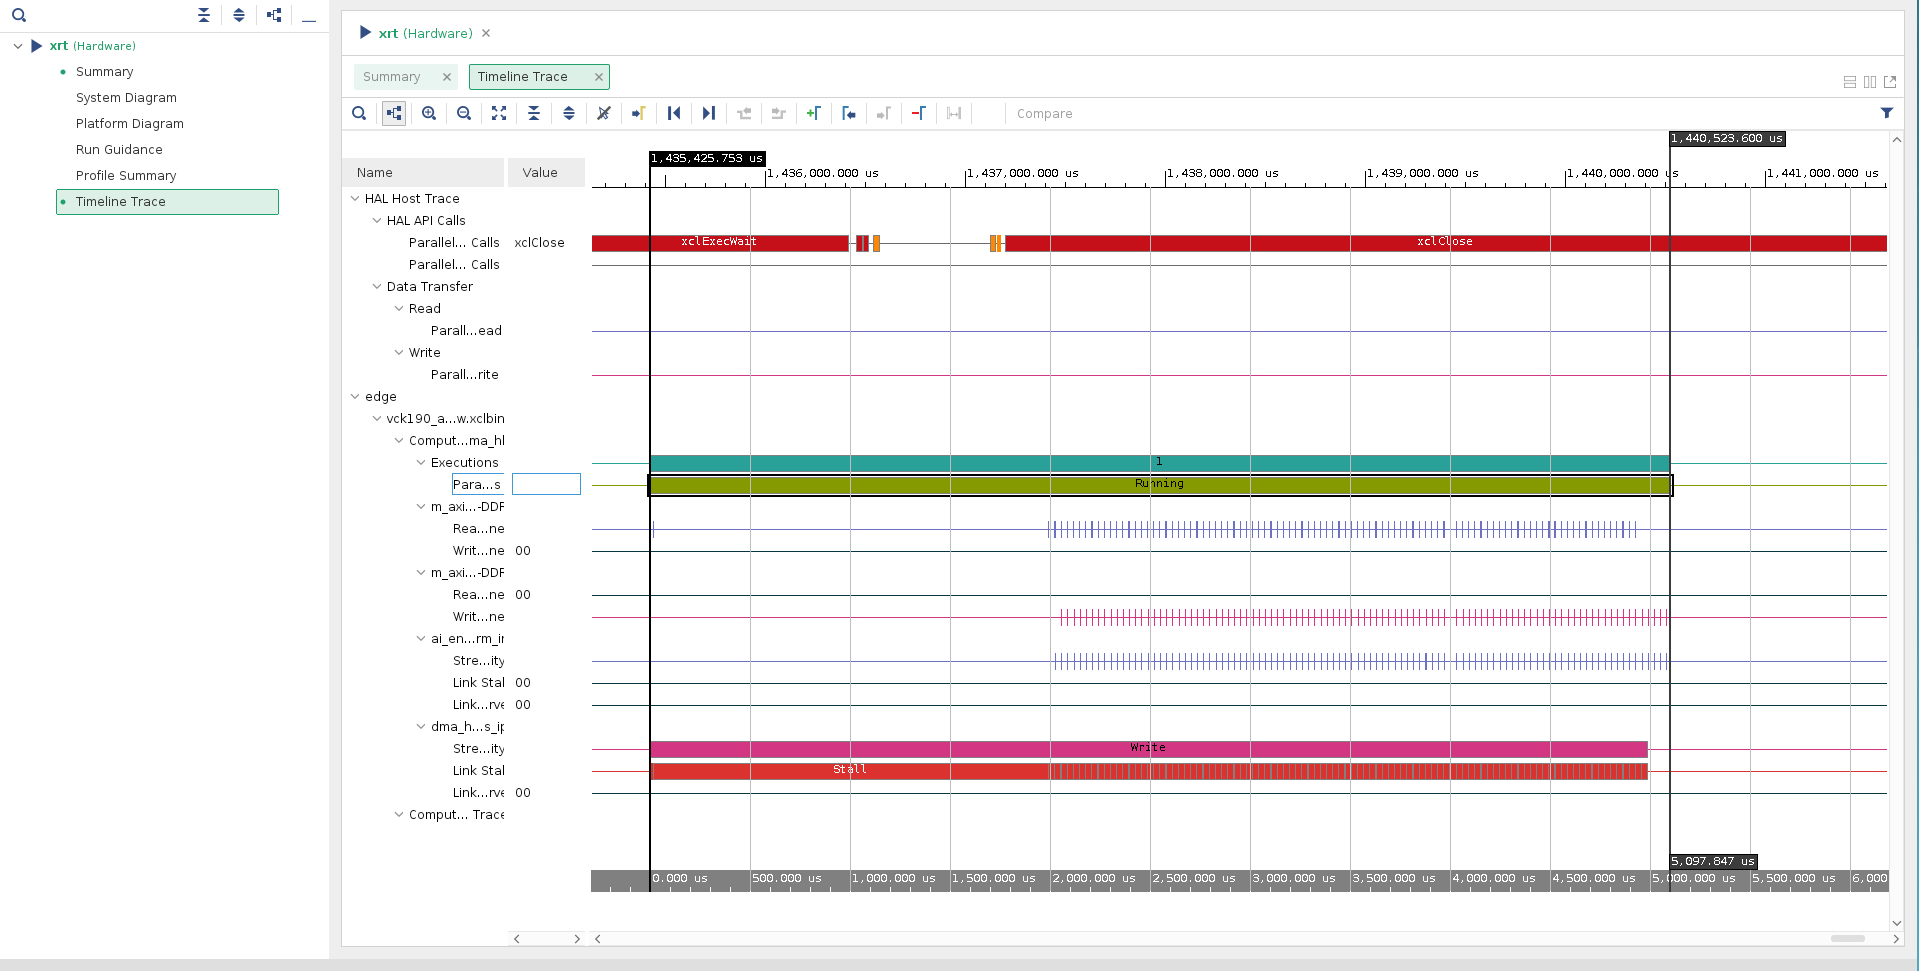 xrt (Hardware)
Summary
System Diagram
Platform Diagram
Run Guidance
Profile Summary
Timeline Trace
xrt (Hardware)
Summary
Timeline Trace
Compare
1,440,523.600 us
1,435,425.753 us
Name Value
1,436,000.000 us 1,437,000.000 us 1,438,000.000 us 1,439,000.000 us 1,440,000.000 us 1,441,000.000 us
HAL Host Trace
HAL API Calls
Parallel... Calls xclClose xclExecWait xclClose
Parallel... Calls
Data Transfer
Read
Parall...ead
Write
Parall...rite
edge
vck190_a...w.xclbin
Comput...ma_hl
Executions 1
Para...s Running
m_axi...-DDR
Rea...ne
Writ...ne 00
m_axi...-DDR
Rea...ne 00
Writ...ne
ai_en...rm_in
Stre...ity
Link Stal 00
Link...rve 00
dma_h...s_ip
Stre...ity Write
Link Stal Stall
Link...rve 00
Comput... Trace
5,097.847 us
0.000 us 500.000 us 1,000.000 us 1,500.000 us 2,000.000 us 2,500.000 us 3,000.000 us 3,500.000 us 4,000.000 us 4,500.000 us 5,000.000 us 5,500.000 us 6,000